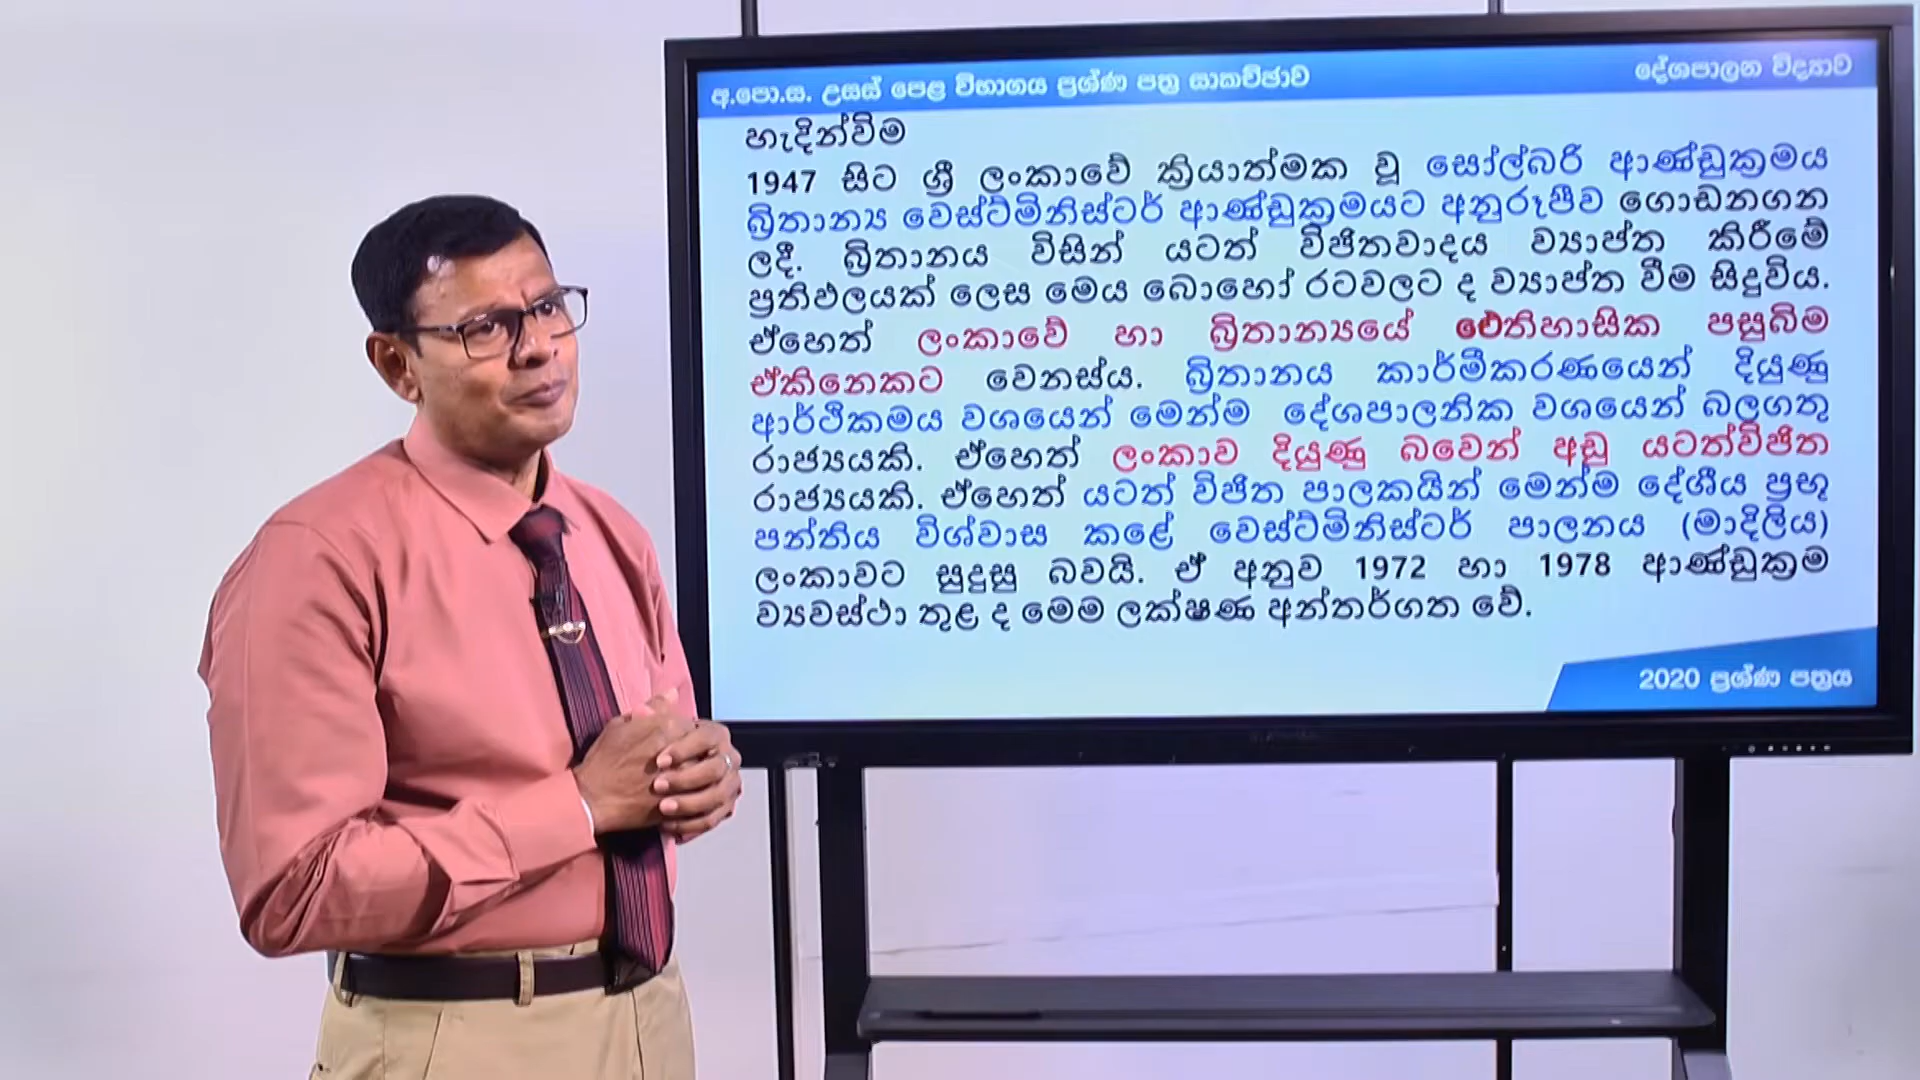 අ.පො.ස. උසස් පෙළ විභාගය ප්‍රශ්ණ පත්‍ර සාකච්ඡාව
දේශපාලන විද්‍යාව
හැදින්වීම
1947 සිට ශ්‍රී ලංකාවේ ක්‍රියාත්මක වූ සෝල්බරි ආණ්ඩුක්‍රමය
බ්‍රිතාන්‍ය වෙස්ට්මිනිස්ටර් ආණ්ඩුක්‍රමයට අනුරූපීව ගොඩනගන
ලදී. බ්‍රිතානය විසින් යටත් විජිතවාදය ව්‍යාප්ත කිරීමේ
ප්‍රතිඵලයක් ලෙස මෙය බොහෝ රටවලට ද ව්‍යාප්ත වීම සිදුවිය.
ඒහෙත් ලංකාවේ හා බ්‍රිතාන්‍යයේ ඓතිහාසික පසුබිම
ඒකිනෙකට වෙනස්ය. බ්‍රිතානය කාර්මීකරණයෙන් දියුණු
ආර්ථිකමය වශයෙන් මෙන්ම දේශපාලනික වශයෙන් බලගතු
රාජ්‍යයකි. ඒහෙත් ලංකාව දියුණු බවෙන් අඩු යටත්විජිත
රාජ්‍යයකි. ඒහෙත් යටත් විජිත පාලකයින් මෙන්ම දේශීය ප්‍රභූ
පන්තිය විශ්වාස කළේ වෙස්ට්මිනිස්ටර් පාලනය (මාදිලිය)
ලංකාවට සුදුසු බවයි. ඒ අනුව 1972 හා 1978 ආණ්ඩුක්‍රම
ව්‍යවස්ථා තුළ ද මෙම ලක්ෂණ අන්තර්ගත වේ.
2020 ප්‍රශ්ණ පත්‍රය